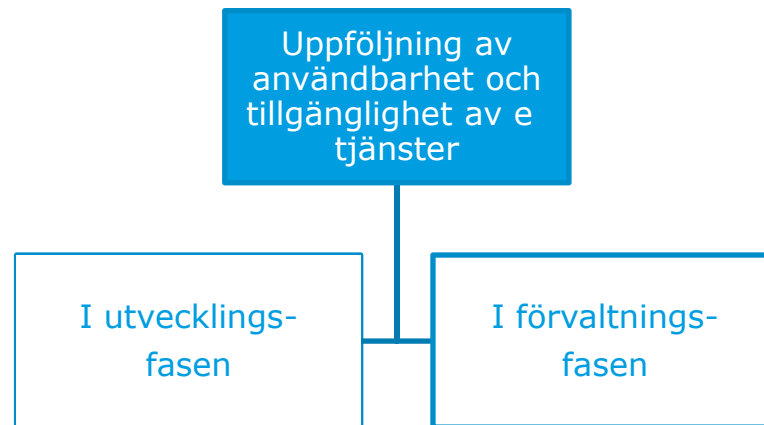 Uppföljning av
användbarhet och
tillgänglighet av e
tjänster
I utvecklings-
fasen
I förvaltnings-
fasen